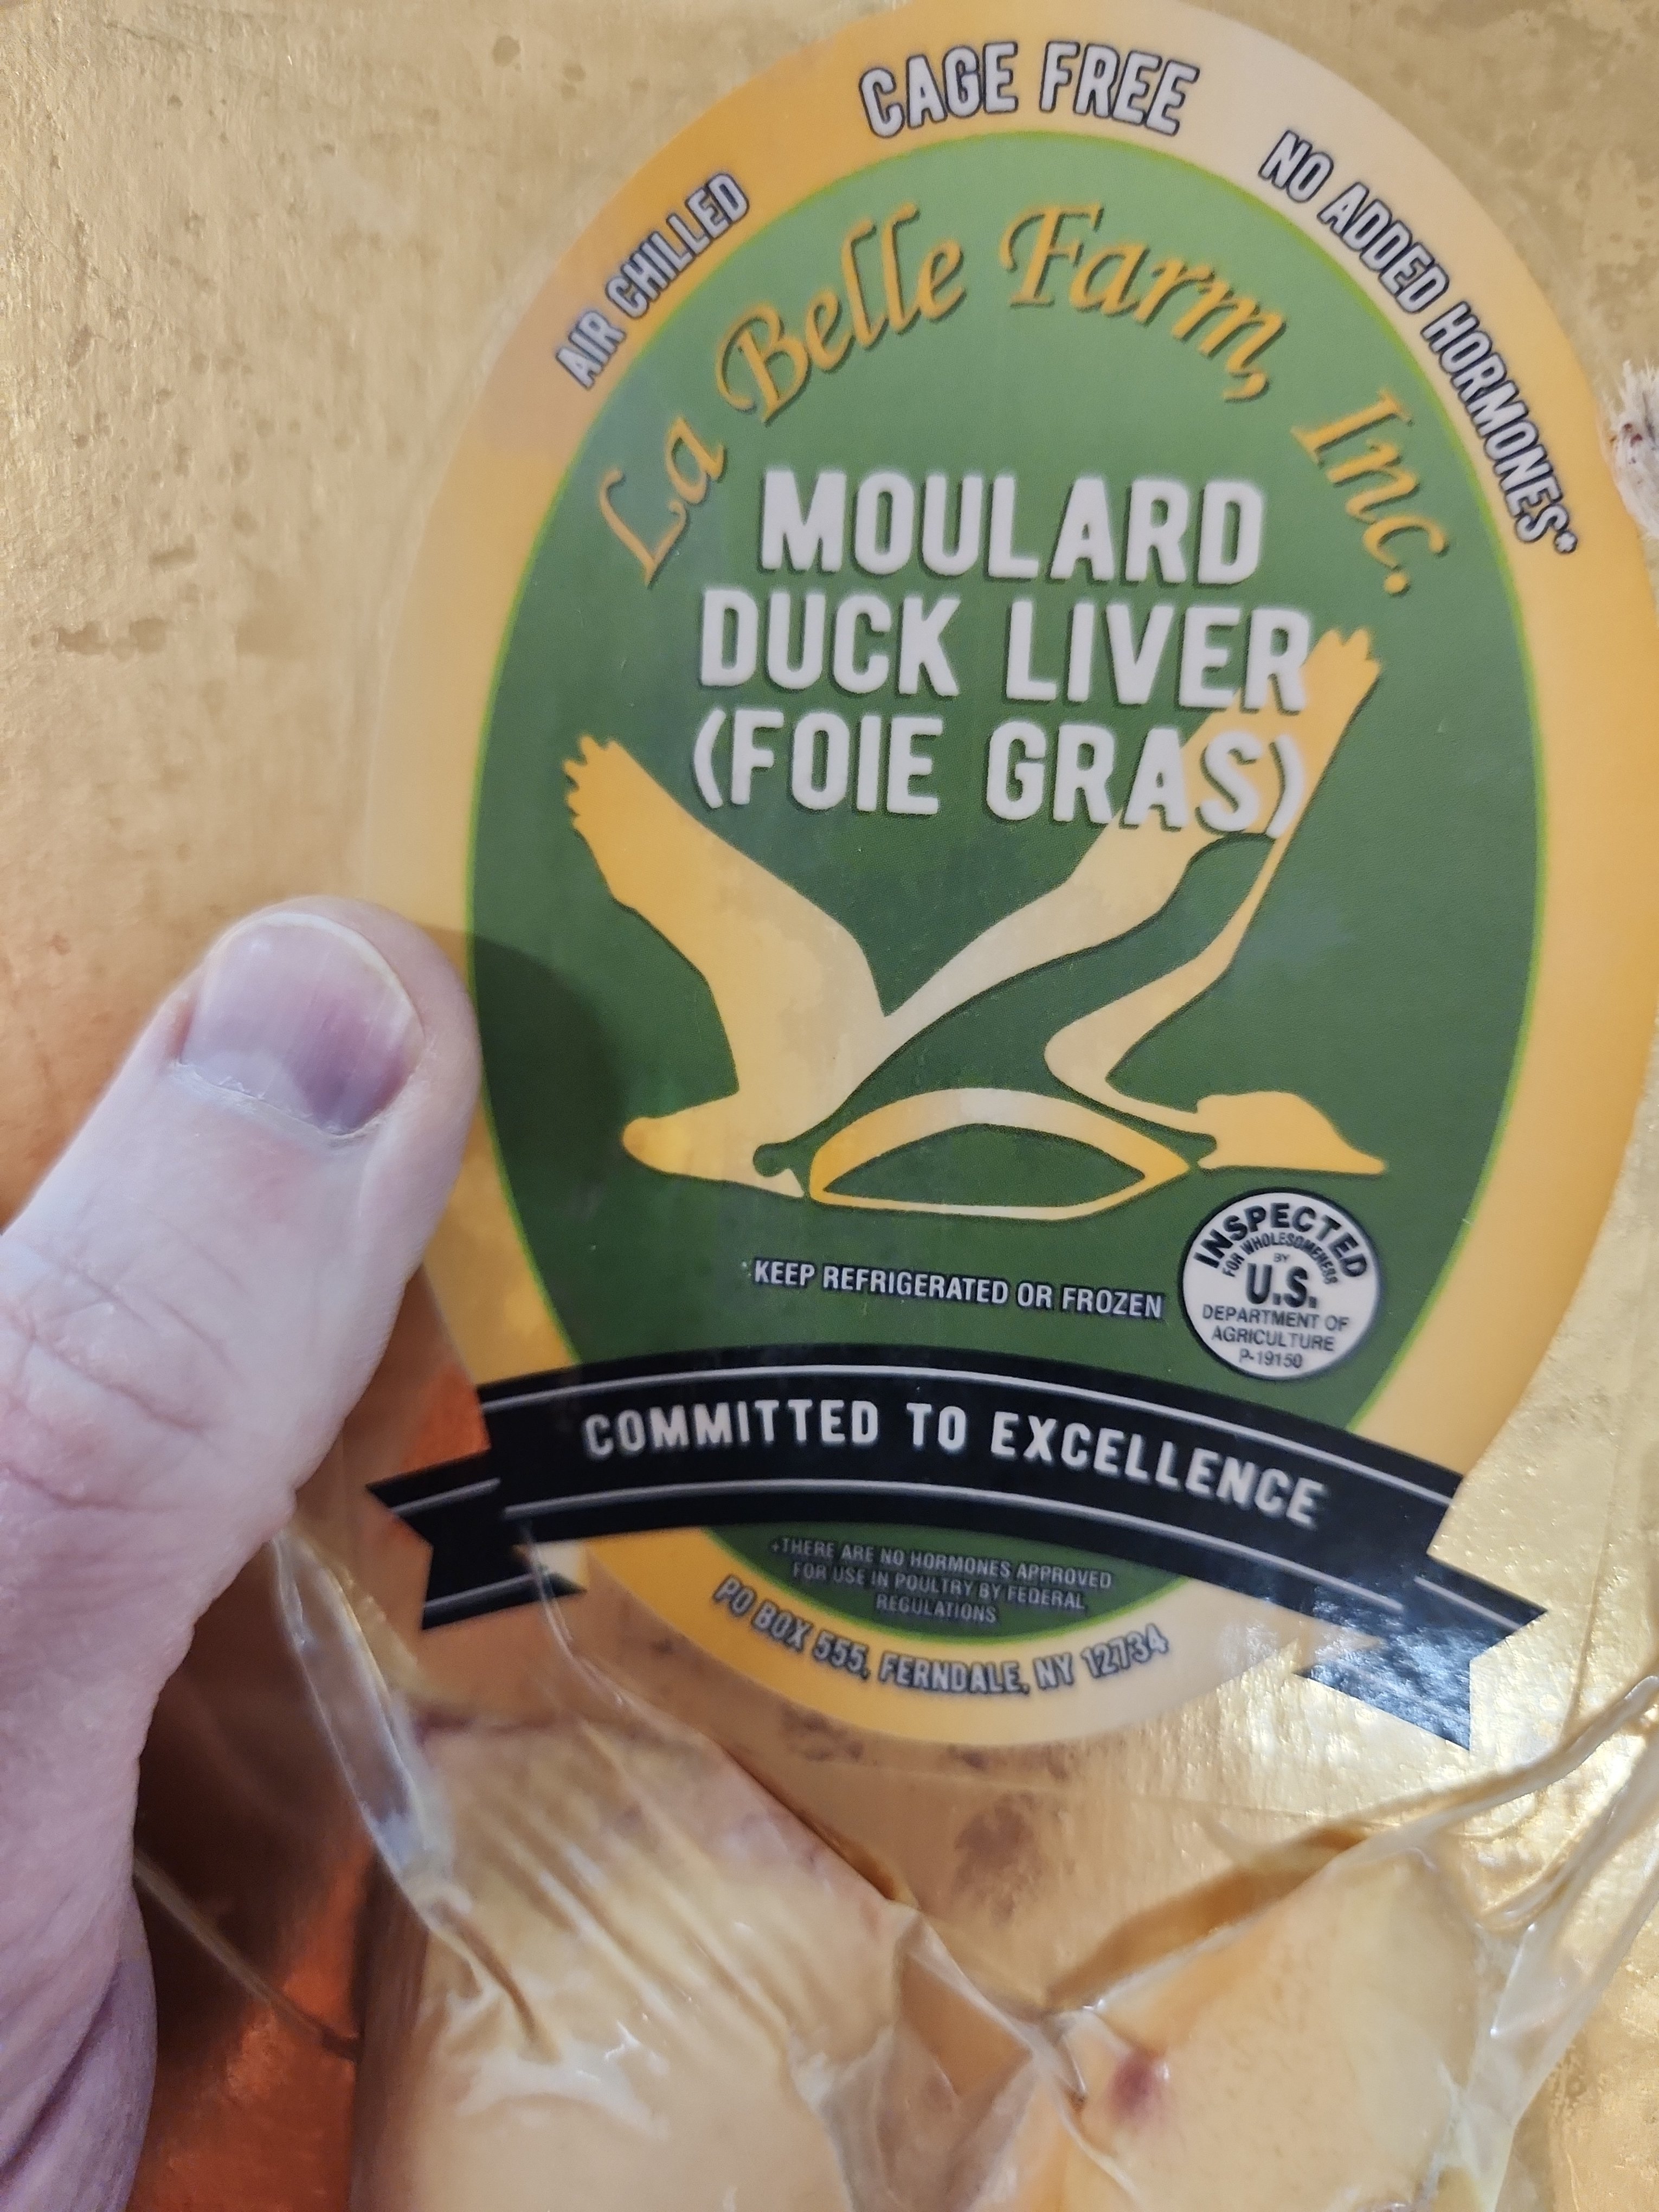 CAGE FREE
AIR CHILLED
NO ADDED HORMONES*
La Belle Farm, Inc.
MOULARD
DUCK LIVER
(FOIE GRAS)
KEEP REFRIGERATED OR FROZEN
INSPECTED
FOR WHOLESOMENESS
BY
U.S.
DEPARTMENT OF
AGRICULTURE
P-19150
COMMITTED TO EXCELLENCE
*THERE ARE NO HORMONES APPROVED
FOR USE IN POULTRY BY FEDERAL
REGULATIONS
PO BOX 555, FERNDALE, NY 12734